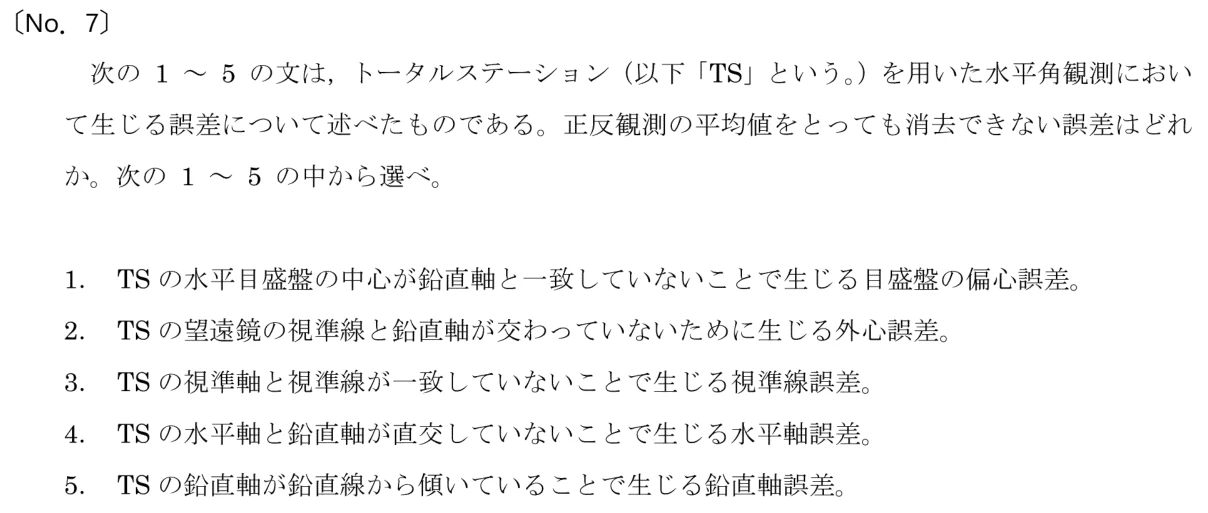 〔No. 7〕
次の 1 ～ 5 の文は，トータルステーション（以下「TS」という。）を用いた水平角観測におい
て生じる誤差について述べたものである。正反観測の平均値をとっても消去できない誤差はどれ
か。次の 1 ～ 5 の中から選べ。
1. TS の水平目盛盤の中心が鉛直軸と一致していないことで生じる目盛盤の偏心誤差。
2. TS の望遠鏡の視準線と鉛直軸が交わっていないために生じる外心誤差。
3. TS の視準軸と視準線が一致していないことで生じる視準線誤差。
4. TS の水平軸と鉛直軸が直交していないことで生じる水平軸誤差。
5. TS の鉛直軸が鉛直線から傾いていることで生じる鉛直軸誤差。